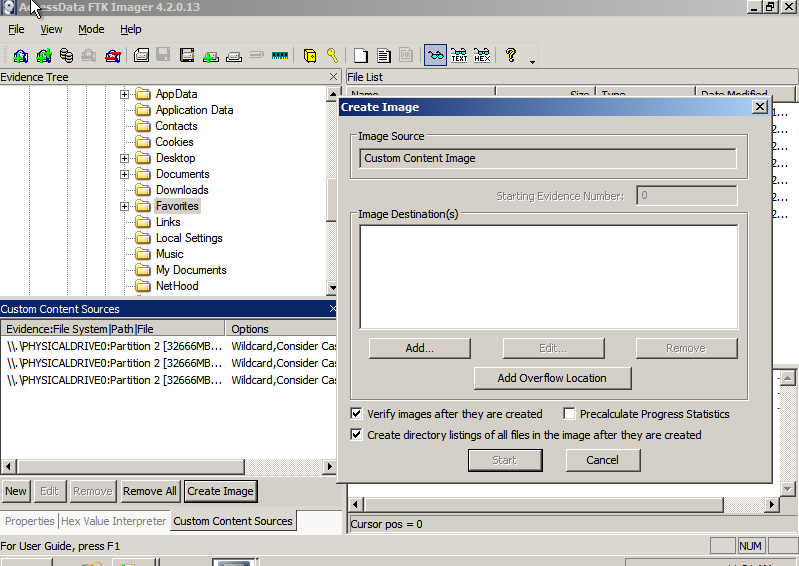 AccessData FTK Imager 4.2.0.13
File View Mode Help
Evidence Tree
File List
AppData
Application Data
Contacts
Cookies
Desktop
Documents
Downloads
Favorites
Links
Local Settings
Music
My Documents
NetHood
Name Size Type Date Modified
Create Image
Image Source
Custom Content Image
Starting Evidence Number: 0
Image Destination(s)
Add... Edit... Remove
Add Overflow Location
Verify images after they are created Precalculate Progress Statistics
Create directory listings of all files in the image after they are created
Start Cancel
Custom Content Sources
Evidence:File System|Path|File Options
\\.\PHYSICALDRIVE0:Partition 2 [32666MB... Wildcard,Consider Cas
\\.\PHYSICALDRIVE0:Partition 2 [32666MB... Wildcard,Consider Cas
\\.\PHYSICALDRIVE0:Partition 2 [32666MB... Wildcard,Consider Cas
New Edit Remove Remove All Create Image
Properties Hex Value Interpreter Custom Content Sources
Cursor pos = 0
For User Guide, press F1
NUM